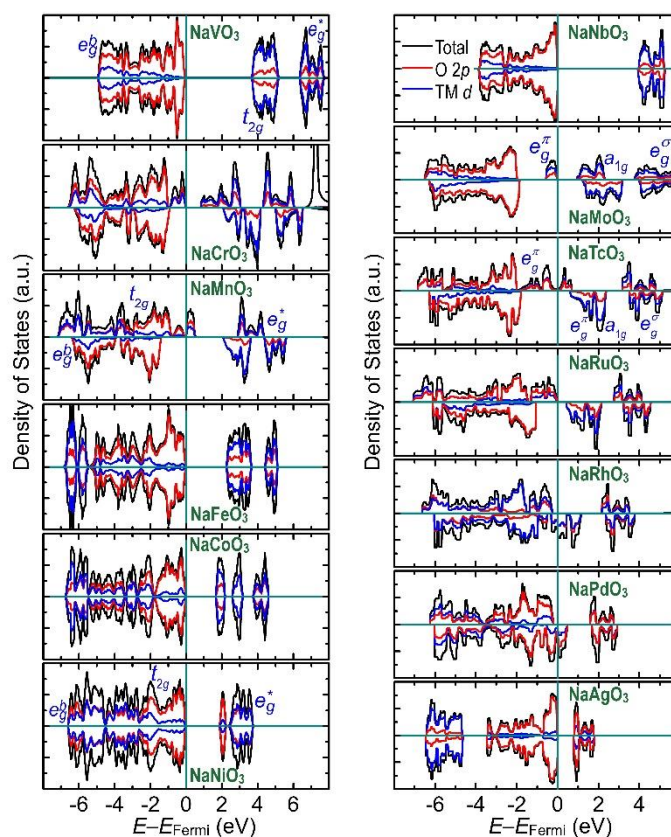 Density of States (a.u.)
NaVO3
e_g^b
t_2g
e_g^*
NaCrO3
NaMnO3
t_2g
e_g^b
e_g^*
NaFeO3
NaCoO3
t_2g
e_g^b
e_g^*
NaNiO3
-6 -4 -2 0 2 4 6
E–E_Fermi (eV)
Density of States (a.u.)
NaNbO3
Total
O 2p
TM d
e_g^π
a_1g
e_g^σ
NaMoO3
NaTcO3
e_g^π
e_g^π
a_1g
e_g^σ
NaRuO3
NaRhO3
NaPdO3
NaAgO3
-6 -4 -2 0 2 4
E–E_Fermi (eV)